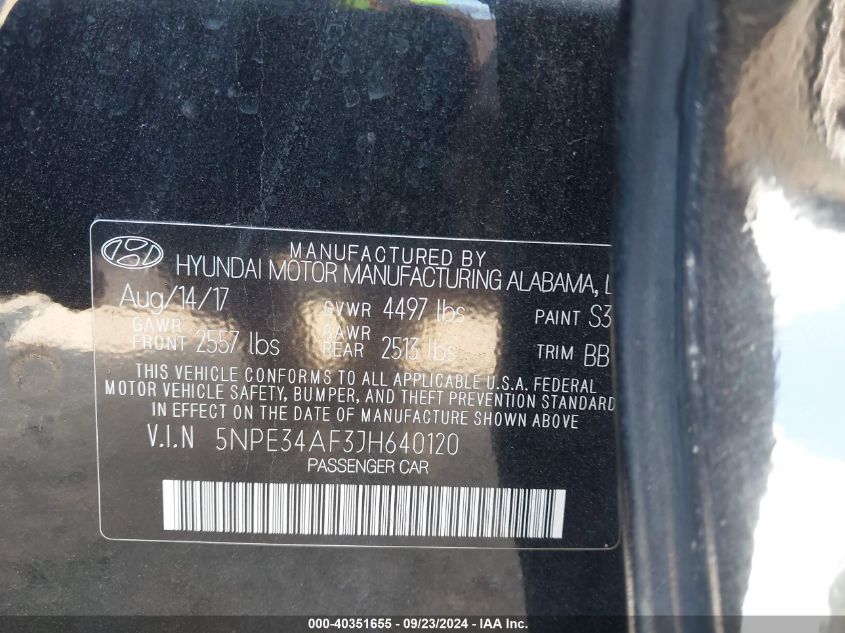 MANUFACTURED BY
HYUNDAI MOTOR MANUFACTURING ALABAMA, L
Aug/14/17 GVWR 4497 lbs PAINT S3
GAWR FRONT 2557 lbs GAWR REAR 2513 lbs TRIM BB
THIS VEHICLE CONFORMS TO ALL APPLICABLE U.S.A. FEDERAL
MOTOR VEHICLE SAFETY, BUMPER, AND THEFT PREVENTION STANDARD
IN EFFECT ON THE DATE OF MANUFACTURE SHOWN ABOVE
V.I.N 5NPE34AF3JH640120
PASSENGER CAR
000-40351655 - 09/23/2024 - IAA Inc.